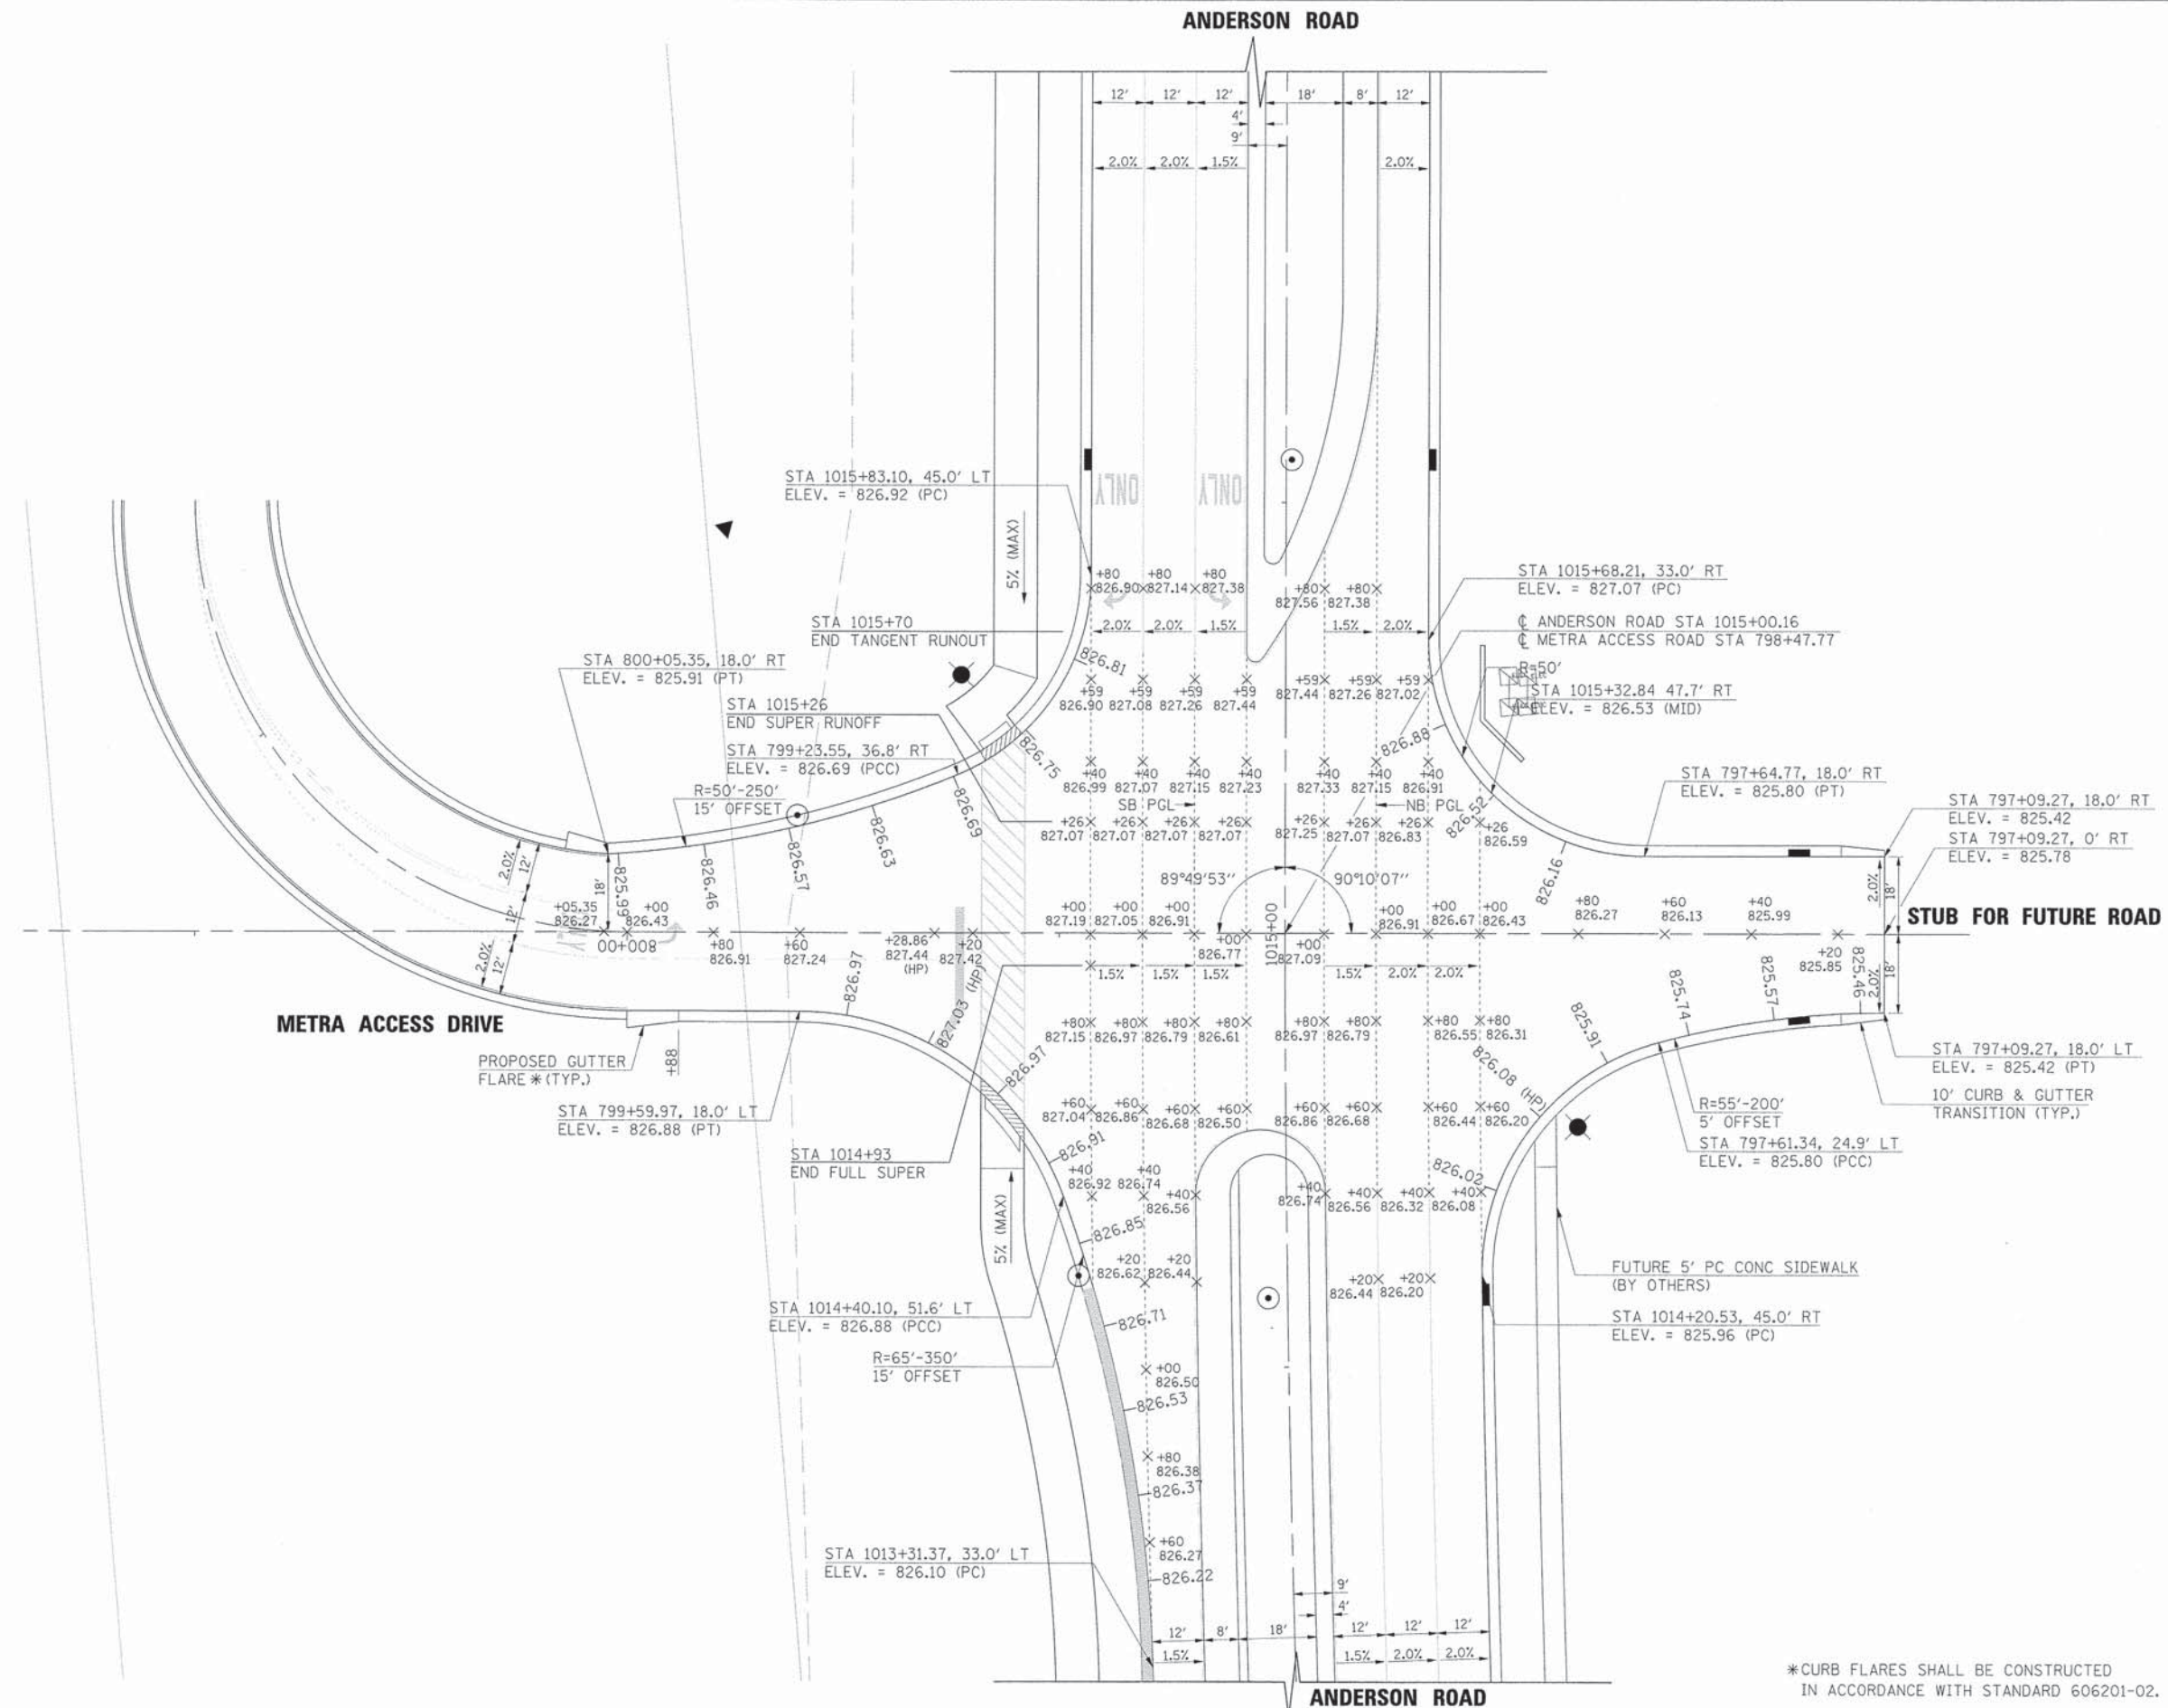 ANDERSON ROAD
12' 12' 12' 18' 8' 12'
4'
9'
2.0% 2.0% 1.5% 2.0%
STA 1015+83.10, 45.0' LT
ELEV. = 826.92 (PC)
ONLY ONLY
5% (MAX)
+80 +80 +80
826.90 827.14 827.38
+80 +80
827.56 827.38
STA 1015+68.21, 33.0' RT
ELEV. = 827.07 (PC)
STA 1015+70
END TANGENT RUNOUT
2.0% 2.0% 1.5% 1.5% 2.0%
℄ ANDERSON ROAD STA 1015+00.16
℄ METRA ACCESS ROAD STA 798+47.77
STA 800+05.35, 18.0' RT
ELEV. = 825.91 (PT)
826.81
R=50'
STA 1015+32.84 47.7' RT
ELEV. = 826.53 (MID)
+59 +59 +59 +59 +59 +59 +59
826.90 827.08 827.26 827.44 827.44 827.26 827.02
STA 1015+26
END SUPER RUNOFF
STA 799+23.55, 36.8' RT
ELEV. = 826.69 (PCC)
826.75
826.88
+40 +40 +40 +40 +40 +40 +40
826.99 827.07 827.15 827.23 827.33 827.15 826.91
STA 797+64.77, 18.0' RT
ELEV. = 825.80 (PT)
R=50'-250'
15' OFFSET
SB PGL NB PGL
826.69
826.63
826.57
826.46
825.99
826.52
826.16
STA 797+09.27, 18.0' RT
ELEV. = 825.42
STA 797+09.27, 0' RT
ELEV. = 825.78
+26 +26 +26 +26 +26 +26 +26 +26
827.07 827.07 827.07 827.07 827.25 827.07 826.83 826.59
89°49'53" 90°10'07"
2.0% 12'
18'
12'
2.0% 12'
+05.35 +00
826.27 826.43
800+00
+80
826.91
+60
827.24
+28.86
827.44
(HP)
+20
827.42
+00 +00 +00
827.19 827.05 826.91
+00
826.77
1015+00
+00
827.09
+00 +00 +00
826.91 826.67 826.43
+80 +60 +40
826.27 826.13 825.99
+20
825.85
2.0% 18'
STUB FOR FUTURE ROAD
2.0% 18'
1.5% 1.5% 1.5% 1.5% 2.0% 2.0%
826.97
827.03 (HP)
826.97
825.91
825.74
825.57
825.46
METRA ACCESS DRIVE
PROPOSED GUTTER
FLARE * (TYP.)
+88
+80 +80 +80 +80 +80 +80 +80 +80
827.15 826.97 826.79 826.61 826.97 826.79 826.55 826.31
STA 797+09.27, 18.0' LT
ELEV. = 825.42 (PT)
10' CURB & GUTTER
TRANSITION (TYP.)
826.08 (HP)
STA 799+59.97, 18.0' LT
ELEV. = 826.88 (PT)
+60 +60 +60 +60 +60 +60 +60 +60
827.04 826.86 826.68 826.50 826.86 826.68 826.44 826.20
R=55'-200'
5' OFFSET
STA 797+61.34, 24.9' LT
ELEV. = 825.80 (PCC)
STA 1014+93
END FULL SUPER
826.91
826.02
+40 +40 +40 +40 +40 +40 +40
826.92 826.74 826.56 826.74 826.56 826.32 826.08
5% (MAX)
826.85
+20 +20 +20 +20
826.62 826.44 826.44 826.20
FUTURE 5' PC CONC SIDEWALK
(BY OTHERS)
STA 1014+40.10, 51.6' LT
ELEV. = 826.88 (PCC)
826.71
STA 1014+20.53, 45.0' RT
ELEV. = 825.96 (PC)
R=65'-350'
15' OFFSET
+00
826.50
826.53
+80
826.38
826.37
STA 1013+31.37, 33.0' LT
ELEV. = 826.10 (PC)
+60
826.27
826.22
9'
4'
12' 8' 18' 12' 12' 12'
1.5% 1.5% 2.0% 2.0%
ANDERSON ROAD
*CURB FLARES SHALL BE CONSTRUCTED
IN ACCORDANCE WITH STANDARD 606201-02.